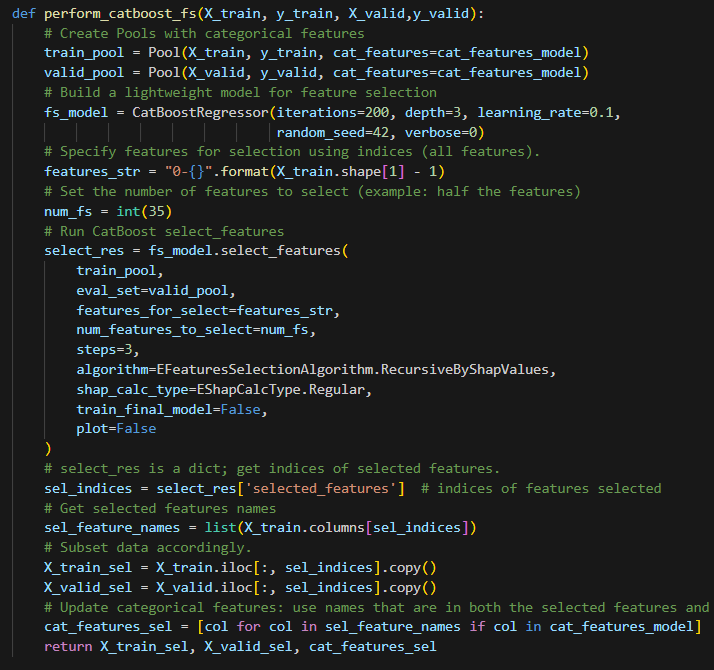 def perform_catboost_fs(X_train, y_train, X_valid,y_valid):
    # Create Pools with categorical features
    train_pool = Pool(X_train, y_train, cat_features=cat_features_model)
    valid_pool = Pool(X_valid, y_valid, cat_features=cat_features_model)
    # Build a lightweight model for feature selection
    fs_model = CatBoostRegressor(iterations=200, depth=3, learning_rate=0.1,
                                 random_seed=42, verbose=0)
    # Specify features for selection using indices (all features).
    features_str = "0-{}".format(X_train.shape[1] - 1)
    # Set the number of features to select (example: half the features)
    num_fs = int(35)
    # Run CatBoost select_features
    select_res = fs_model.select_features(
        train_pool,
        eval_set=valid_pool,
        features_for_select=features_str,
        num_features_to_select=num_fs,
        steps=3,
        algorithm=EFeaturesSelectionAlgorithm.RecursiveByShapValues,
        shap_calc_type=EShapCalcType.Regular,
        train_final_model=False,
        plot=False
    )
    # select_res is a dict; get indices of selected features.
    sel_indices = select_res['selected_features']  # indices of features selected
    # Get selected features names
    sel_feature_names = list(X_train.columns[sel_indices])
    # Subset data accordingly.
    X_train_sel = X_train.iloc[:, sel_indices].copy()
    X_valid_sel = X_valid.iloc[:, sel_indices].copy()
    # Update categorical features: use names that are in both the selected features and
    cat_features_sel = [col for col in sel_feature_names if col in cat_features_model]
    return X_train_sel, X_valid_sel, cat_features_sel